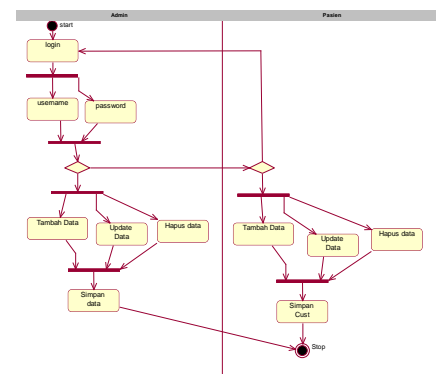 Admin
Pasien
start
login
username
password
Tambah Data
Update
Data
Hapus data
Simpan
data
Tambah Data
Update
Data
Hapus data
Simpan
Cust
Stop